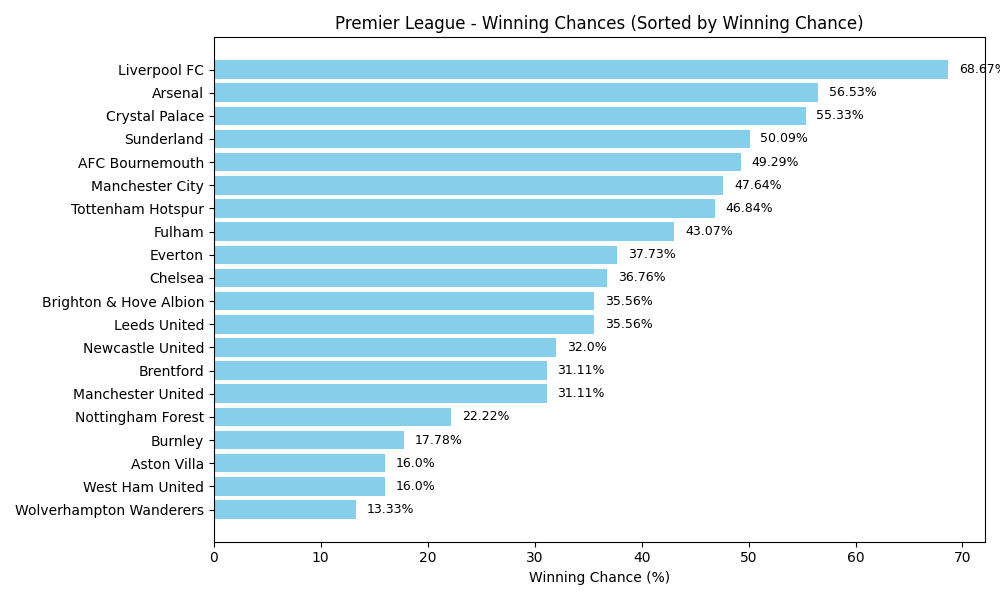 Premier League - Winning Chances (Sorted by Winning Chance)
Liverpool FC 68.67%
Arsenal 56.53%
Crystal Palace 55.33%
Sunderland 50.09%
AFC Bournemouth 49.29%
Manchester City 47.64%
Tottenham Hotspur 46.84%
Fulham 43.07%
Everton 37.73%
Chelsea 36.76%
Brighton & Hove Albion 35.56%
Leeds United 35.56%
Newcastle United 32.0%
Brentford 31.11%
Manchester United 31.11%
Nottingham Forest 22.22%
Burnley 17.78%
Aston Villa 16.0%
West Ham United 16.0%
Wolverhampton Wanderers 13.33%
0 10 20 30 40 50 60 70
Winning Chance (%)